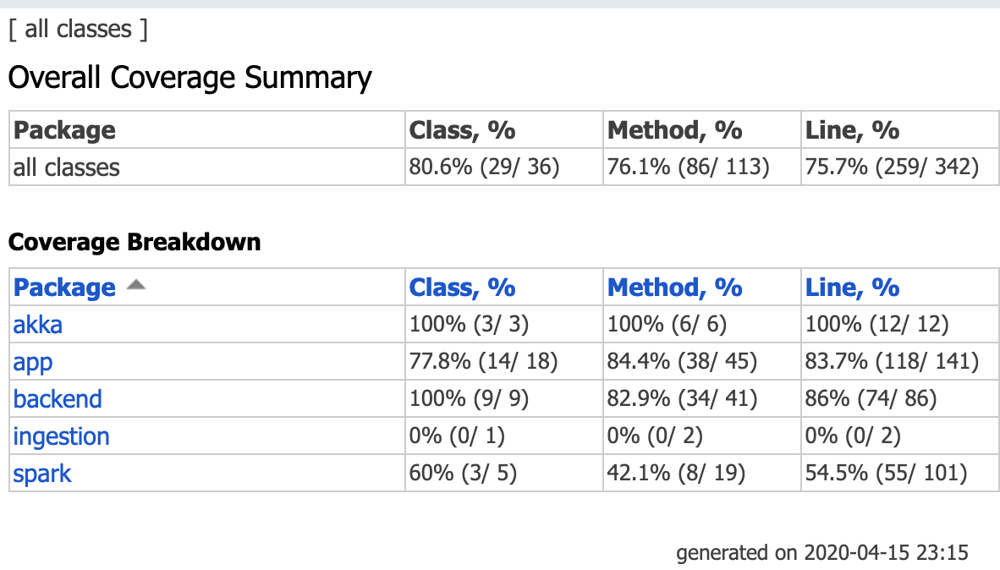 [ all classes ]
Overall Coverage Summary
Package Class, % Method, % Line, %
all classes 80.6% (29/ 36) 76.1% (86/ 113) 75.7% (259/ 342)
Coverage Breakdown
Package Class, % Method, % Line, %
akka 100% (3/ 3) 100% (6/ 6) 100% (12/ 12)
app 77.8% (14/ 18) 84.4% (38/ 45) 83.7% (118/ 141)
backend 100% (9/ 9) 82.9% (34/ 41) 86% (74/ 86)
ingestion 0% (0/ 1) 0% (0/ 2) 0% (0/ 2)
spark 60% (3/ 5) 42.1% (8/ 19) 54.5% (55/ 101)
generated on 2020-04-15 23:15